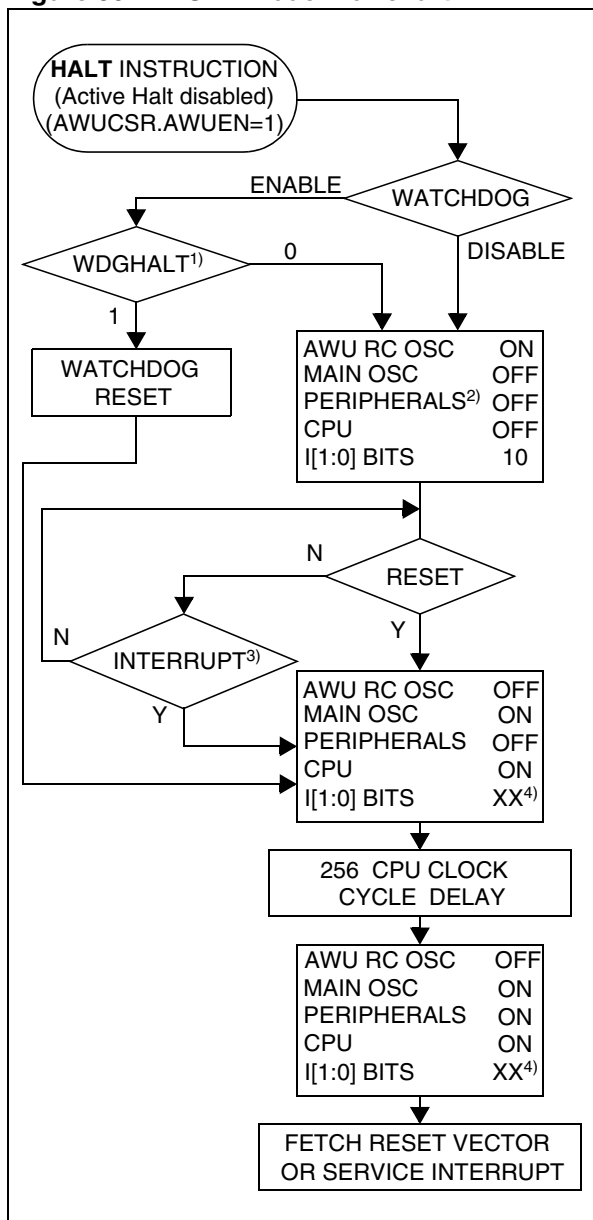 HALT INSTRUCTION
(Active Halt disabled)
(AWUCSR.AWUEN=1)
ENABLE
WATCHDOG
WDGHALT1)
0
DISABLE
1
WATCHDOG
RESET
AWU RC OSC ON
MAIN OSC OFF
PERIPHERALS2) OFF
CPU OFF
I[1:0] BITS 10
N
RESET
N
Y
INTERRUPT3)
Y
AWU RC OSC OFF
MAIN OSC ON
PERIPHERALS OFF
CPU ON
I[1:0] BITS XX4)
256 CPU CLOCK
CYCLE DELAY
AWU RC OSC OFF
MAIN OSC ON
PERIPHERALS ON
CPU ON
I[1:0] BITS XX4)
FETCH RESET VECTOR
OR SERVICE INTERRUPT